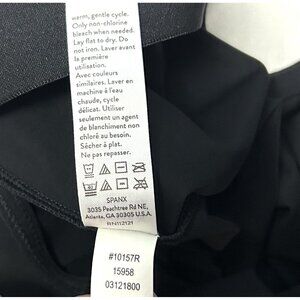 warm, gentle cycle.
Only non-chlorine
bleach when needed.
Lay flat to dry. Do
not iron. Laver avant
la première
utilisation.
Avec couleurs
similaires. Laver en
machine à l'eau
chaude, cycle
délicat. Utiliser
seulement un agent
de blanchiment non
chloré au besoin.
Sécher à plat.
Ne pas repasser.
SPANX
3035 Peachtree Rd NE,
Atlanta, GA 30305 U.S.A.
RN112121
#10157R
15958
03121800